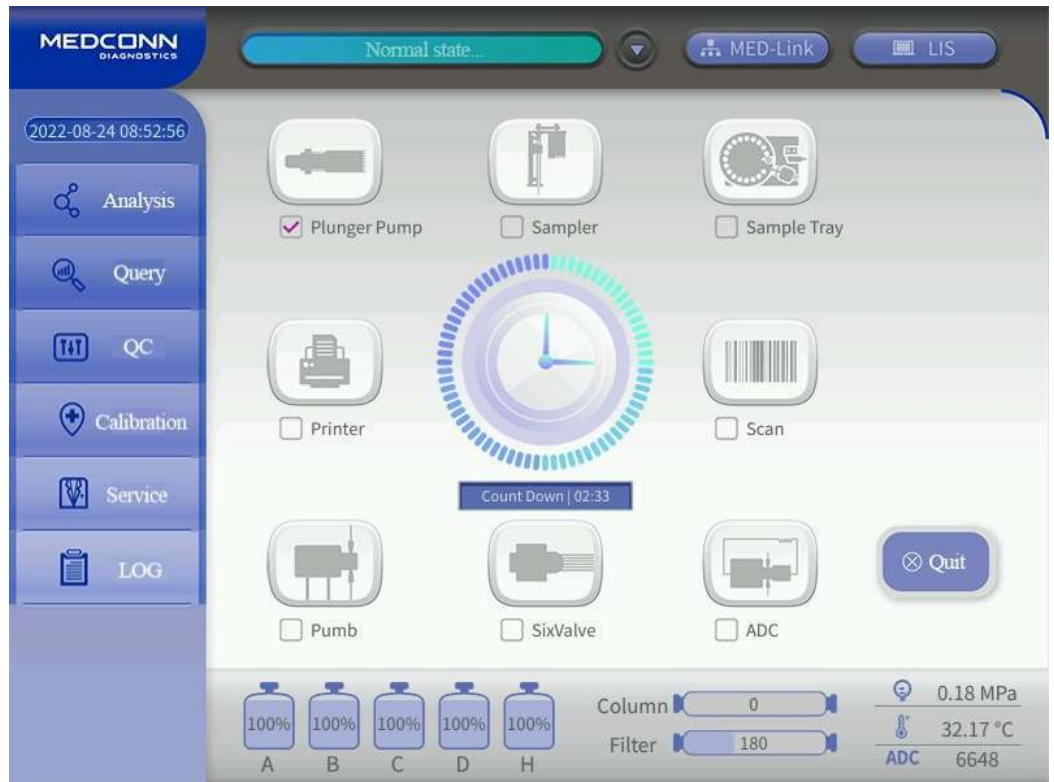 MEDCONN
DIAGNOSTICS
Normal state...
MED-Link
LIS
2022-08-24 08:52:56
Analysis
Query
QC
Calibration
Service
LOG
Plunger Pump
Sampler
Sample Tray
Printer
Scan
Count Down | 02:33
Pumb
SixValve
ADC
Quit
100% 100% 100% 100% 100%
A B C D H
Column 0
Filter 180
0.18 MPa
32.17 °C
ADC 6648